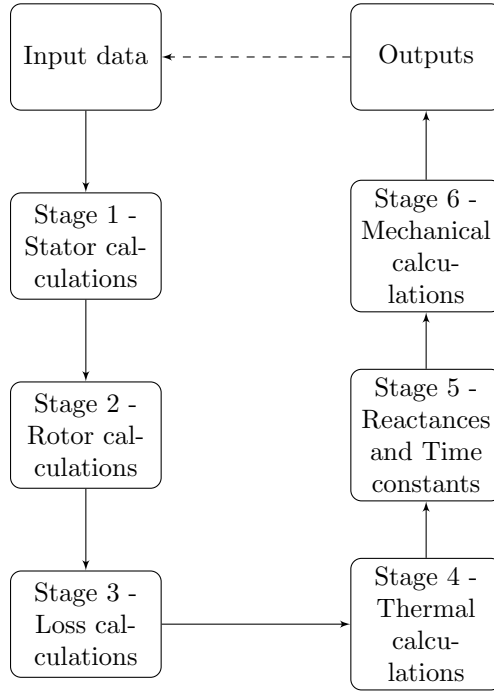 Input data
Stage 1 -
Stator cal-
culations
Stage 2 -
Rotor cal-
culations
Stage 3 -
Loss cal-
culations
Stage 4 -
Thermal
calcu-
lations
Stage 5 -
Reactances
and Time
constants
Stage 6 -
Mechanical
calcu-
lations
Outputs